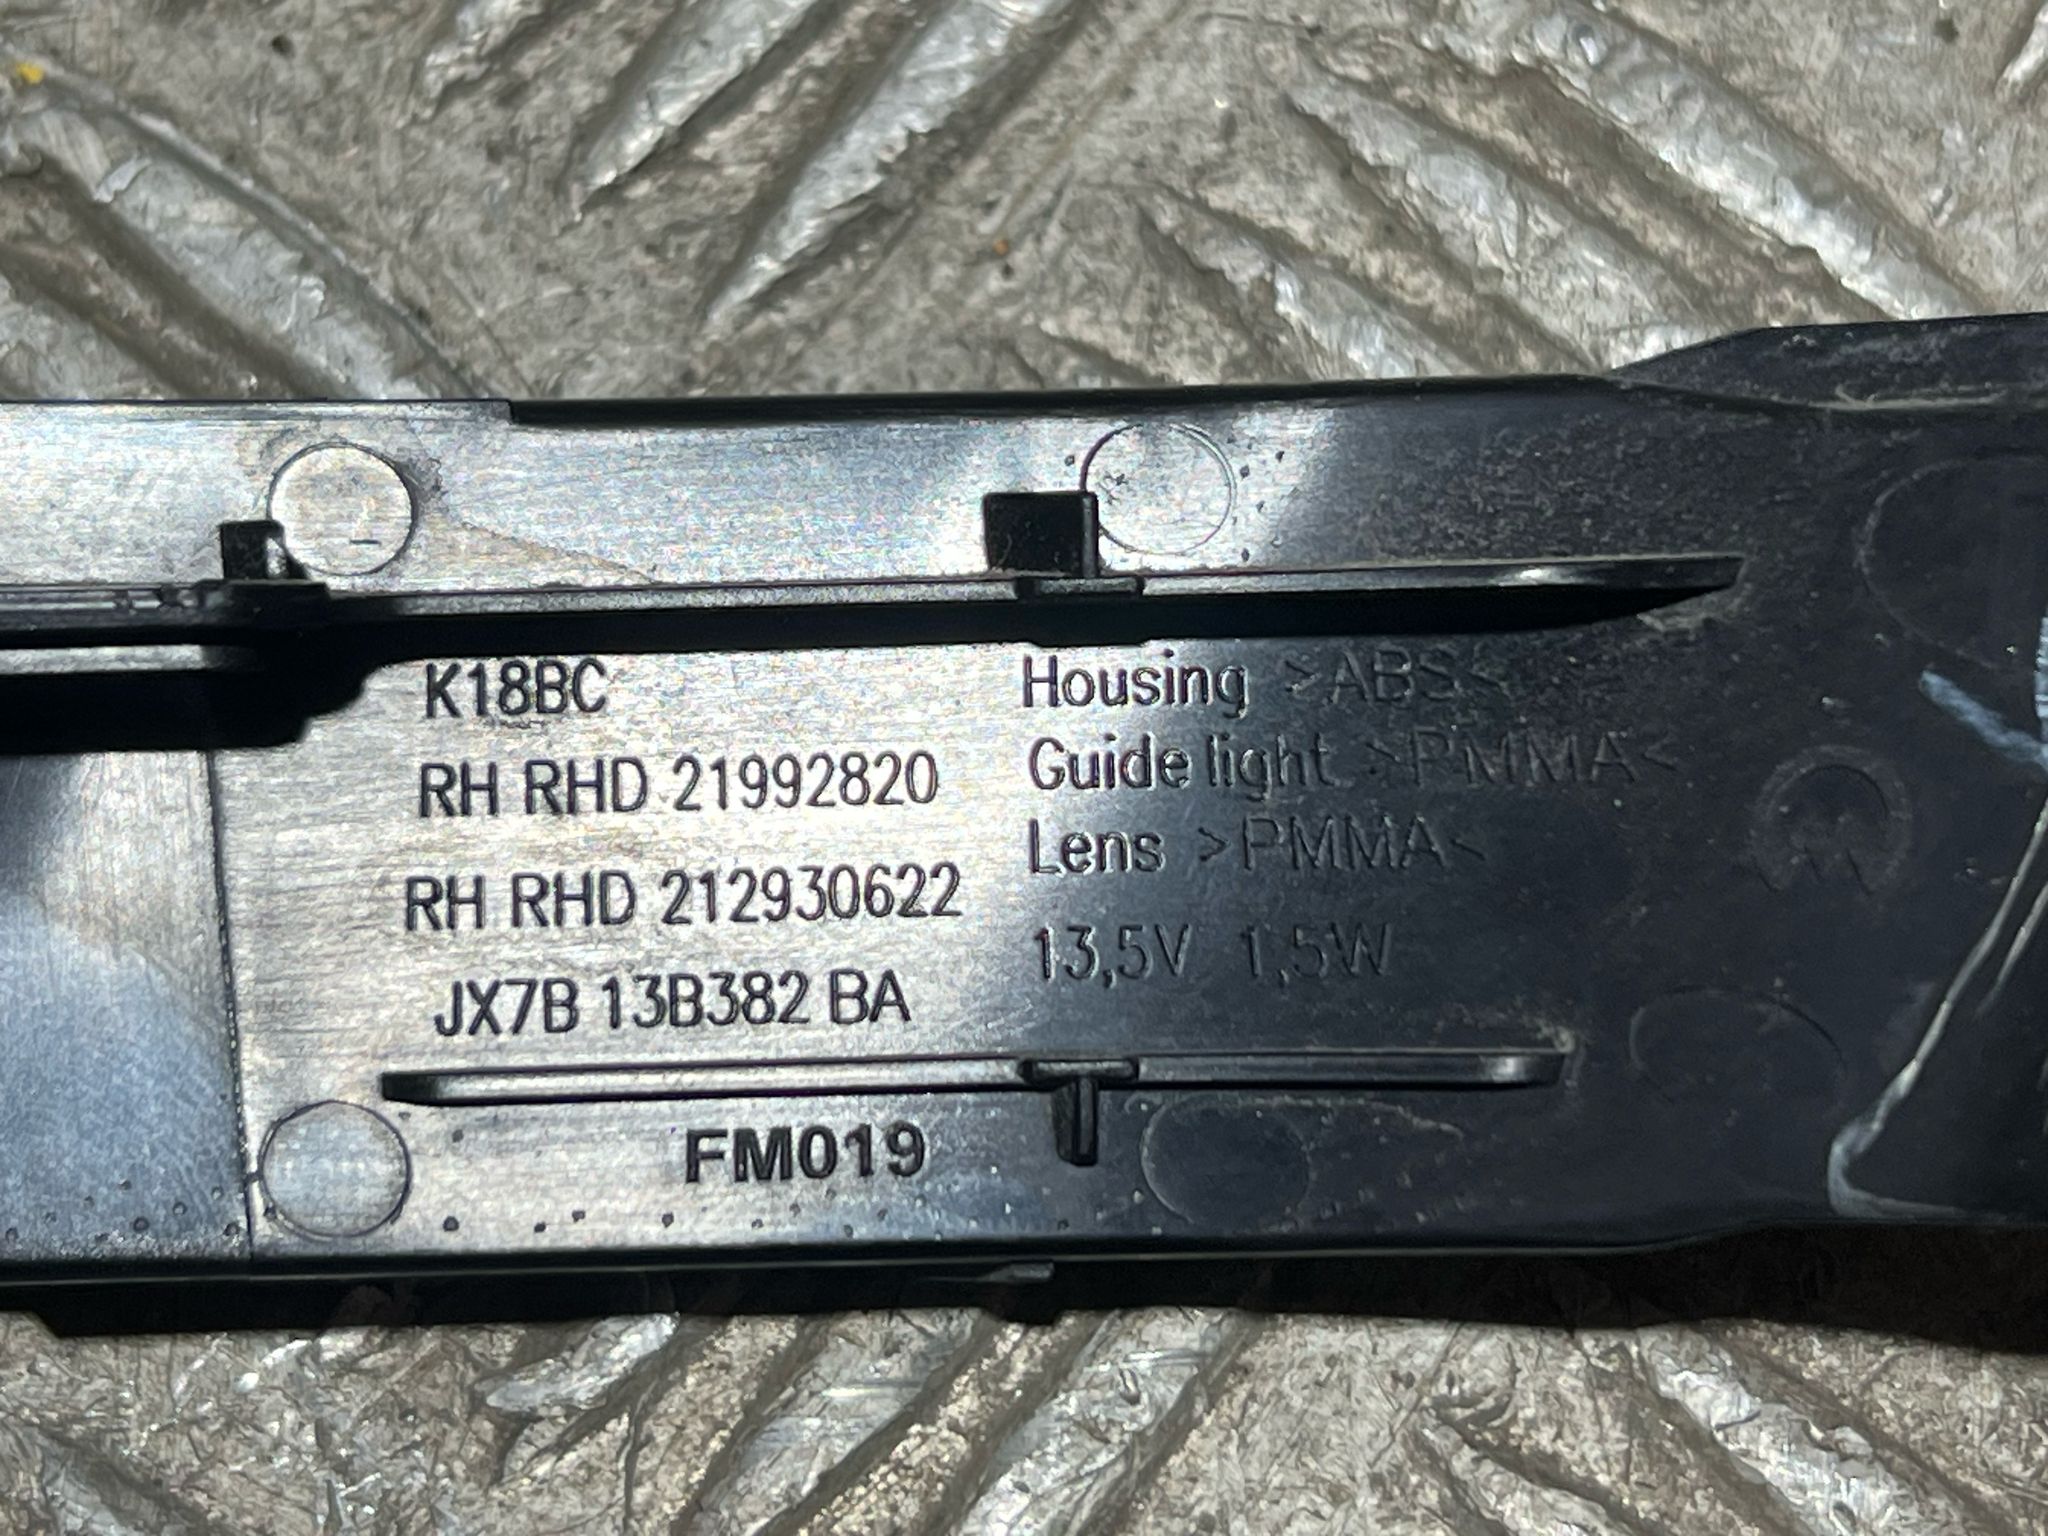 K18BC
RH RHD 21992820
RH RHD 212930622
JX7B 13B382 BA
Housing >ABS<
Guide light >PMMA<
Lens >PMMA<
13,5V 1,5W
FM019